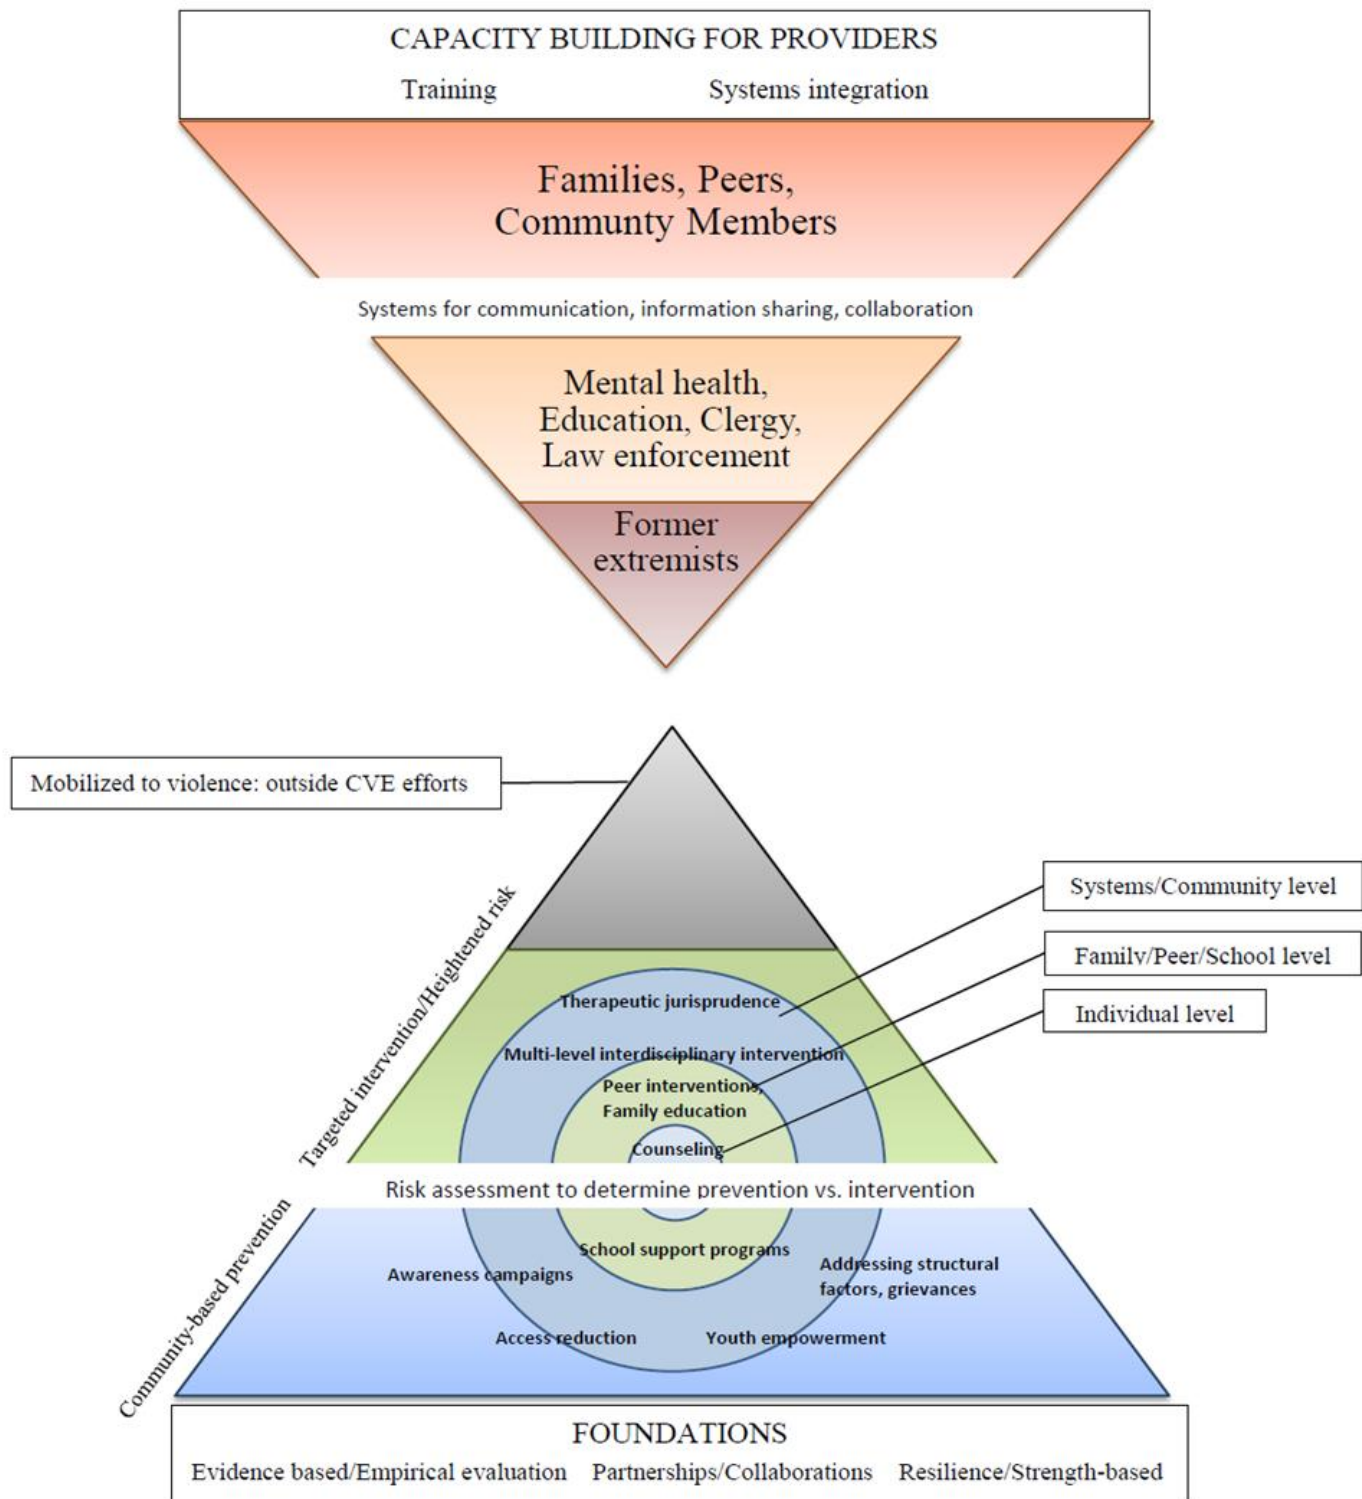 CAPACITY BUILDING FOR PROVIDERS
Training Systems integration
Families, Peers,
Communty Members
Systems for communication, information sharing, collaboration
Mental health,
Education, Clergy,
Law enforcement
Former
extremists
Mobilized to violence: outside CVE efforts
Systems/Community level
Family/Peer/School level
Individual level
Targeted intervention/Heightened risk
Therapeutic jurisprudence
Multi-level interdisciplinary intervention
Peer interventions,
Family education
Counseling
Risk assessment to determine prevention vs. intervention
Community-based prevention
School support programs
Awareness campaigns
Addressing structural
factors, grievances
Access reduction
Youth empowerment
FOUNDATIONS
Evidence based/Empirical evaluation Partnerships/Collaborations Resilience/Strength-based